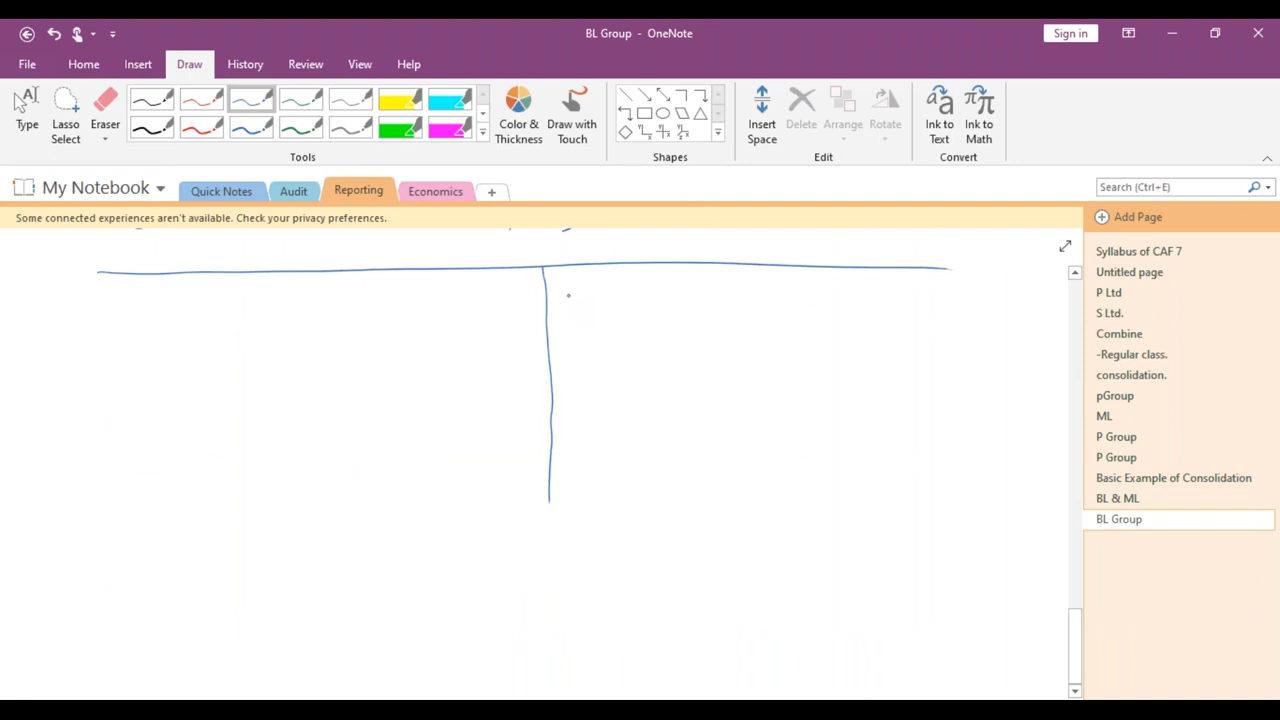 BL Group - OneNote
Sign in
File Home Insert Draw History Review View Help
Type
Lasso Select
Eraser
Color & Thickness
Draw with Touch
Insert Space
Delete
Arrange
Rotate
Ink to Text
Ink to Math
Tools
Shapes
Edit
Convert
My Notebook
Quick Notes
Audit
Reporting
Economics
Search (Ctrl+E)
Some connected experiences aren't available. Check your privacy preferences.
Add Page
Syllabus of CAF 7
Untitled page
P Ltd
S Ltd.
Combine
-Regular class.
consolidation.
pGroup
ML
P Group
P Group
Basic Example of Consolidation
BL & ML
BL Group